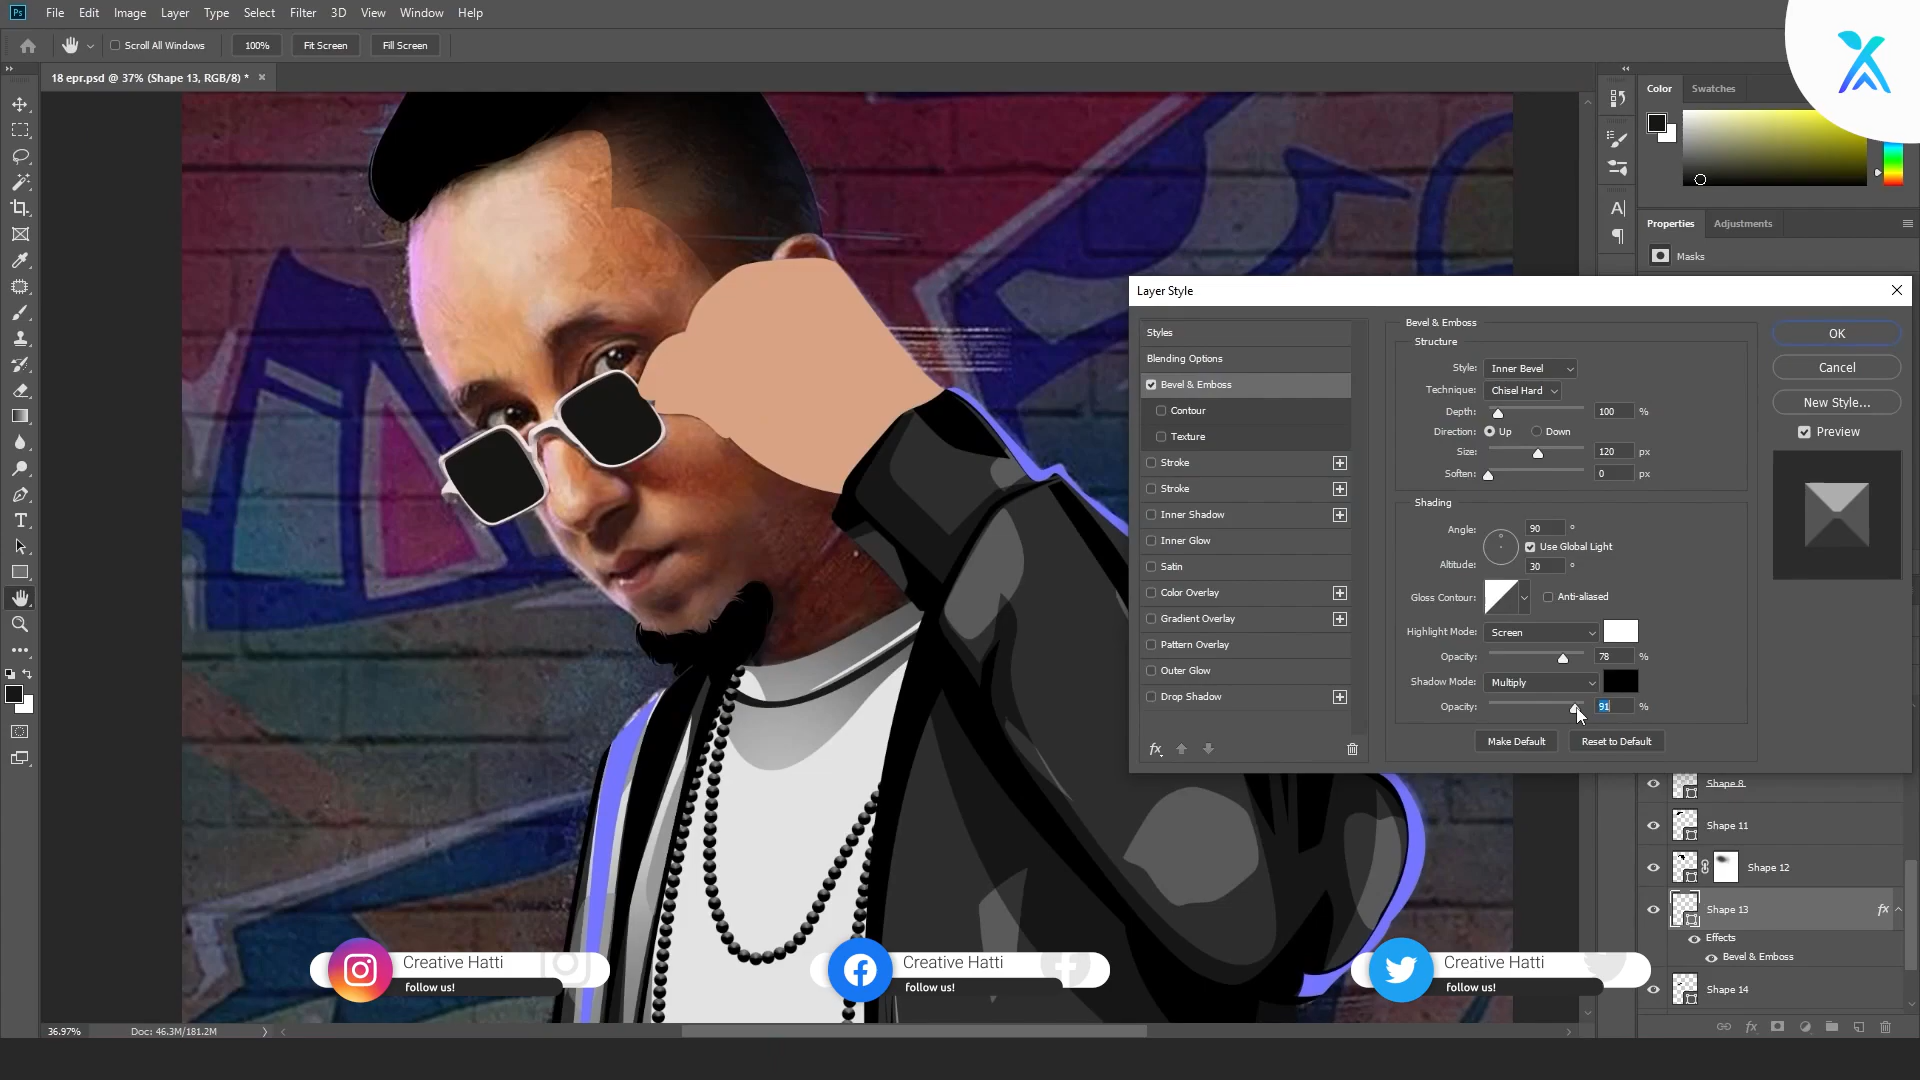 Ps File Edit Image Layer Type Select Filter 3D View Window Help
Scroll All Windows 100% Fit Screen Fill Screen
18 epr.psd @ 37% (Shape 13, RGB/8) *
Color Swatches
Properties Adjustments
Masks
Layer Style
Styles
Blending Options
Bevel & Emboss
Contour
Texture
Stroke
Stroke
Inner Shadow
Inner Glow
Satin
Color Overlay
Gradient Overlay
Pattern Overlay
Outer Glow
Drop Shadow
fx
Bevel & Emboss
Structure
Style: Inner Bevel
Technique: Chisel Hard
Depth: 100 %
Direction: Up Down
Size: 120 px
Soften: 0 px
Shading
Angle: 90 °
Use Global Light
Altitude: 30 °
Gloss Contour: Anti-aliased
Highlight Mode: Screen
Opacity: 78 %
Shadow Mode: Multiply
Opacity: 91 %
Make Default Reset to Default
OK
Cancel
New Style...
Preview
Shape 8
Shape 11
Shape 12
Shape 13 fx
Effects
Bevel & Emboss
Shape 14
Creative Hatti
follow us!
Creative Hatti
follow us!
Creative Hatti
follow us!
36.97% Doc: 46.3M/181.2M
fx